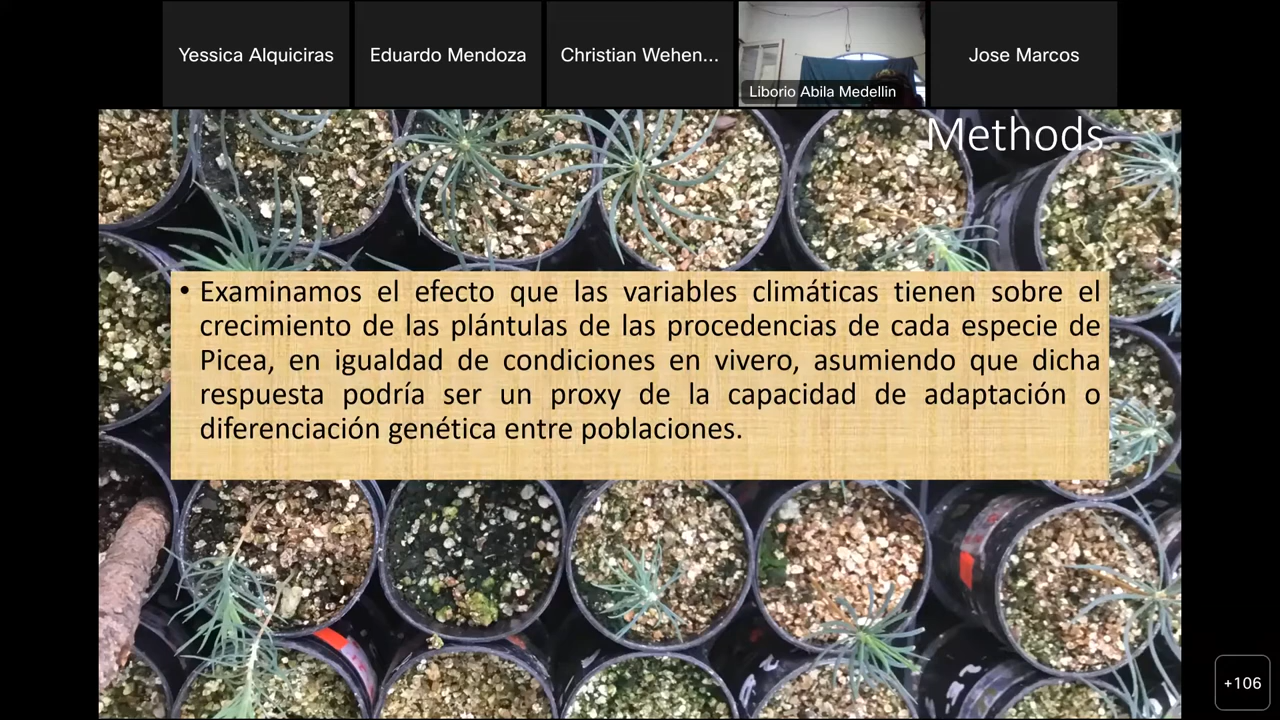 Yessica Alquiciras
Eduardo Mendoza
Christian Wehen...
Liborio Abila Medellin
Jose Marcos
Methods
• Examinamos el efecto que las variables climáticas tienen sobre el
crecimiento de las plántulas de las procedencias de cada especie de
Picea, en igualdad de condiciones en vivero, asumiendo que dicha
respuesta podría ser un proxy de la capacidad de adaptación o
diferenciación genética entre poblaciones.
+106